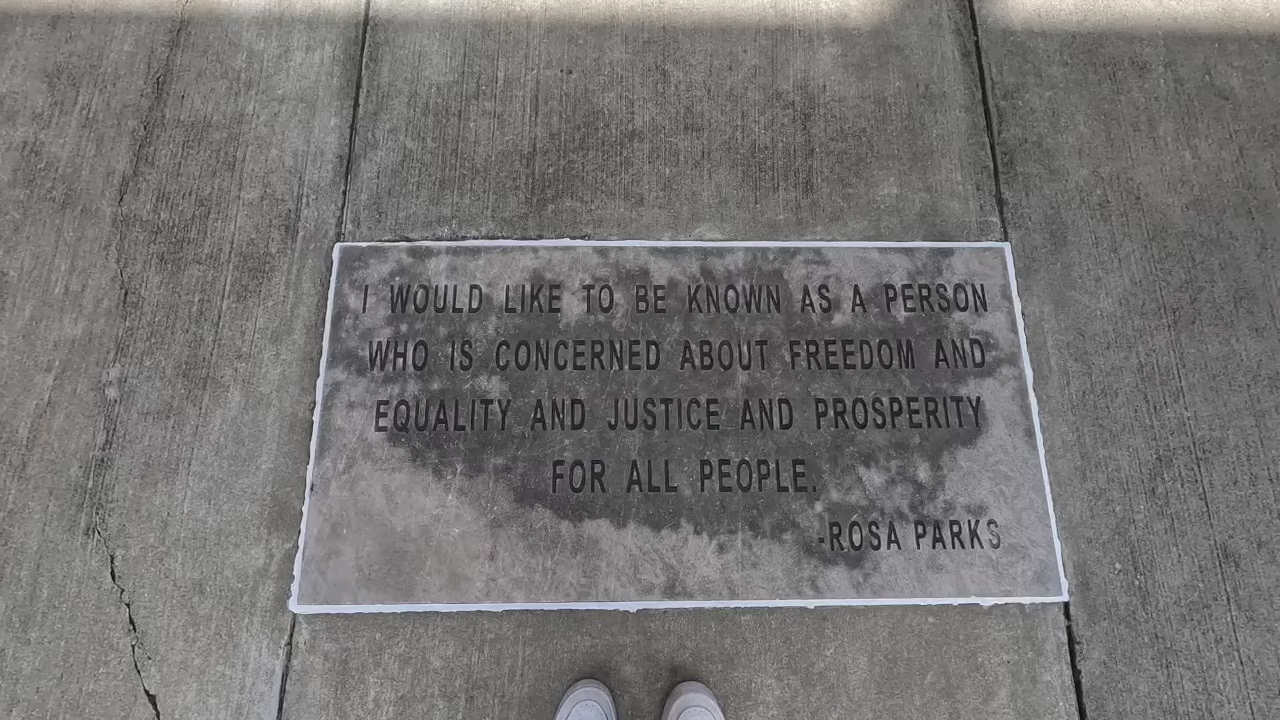 I WOULD LIKE TO BE KNOWN AS A PERSON
WHO IS CONCERNED ABOUT FREEDOM AND
EQUALITY AND JUSTICE AND PROSPERITY
FOR ALL PEOPLE.
-ROSA PARKS